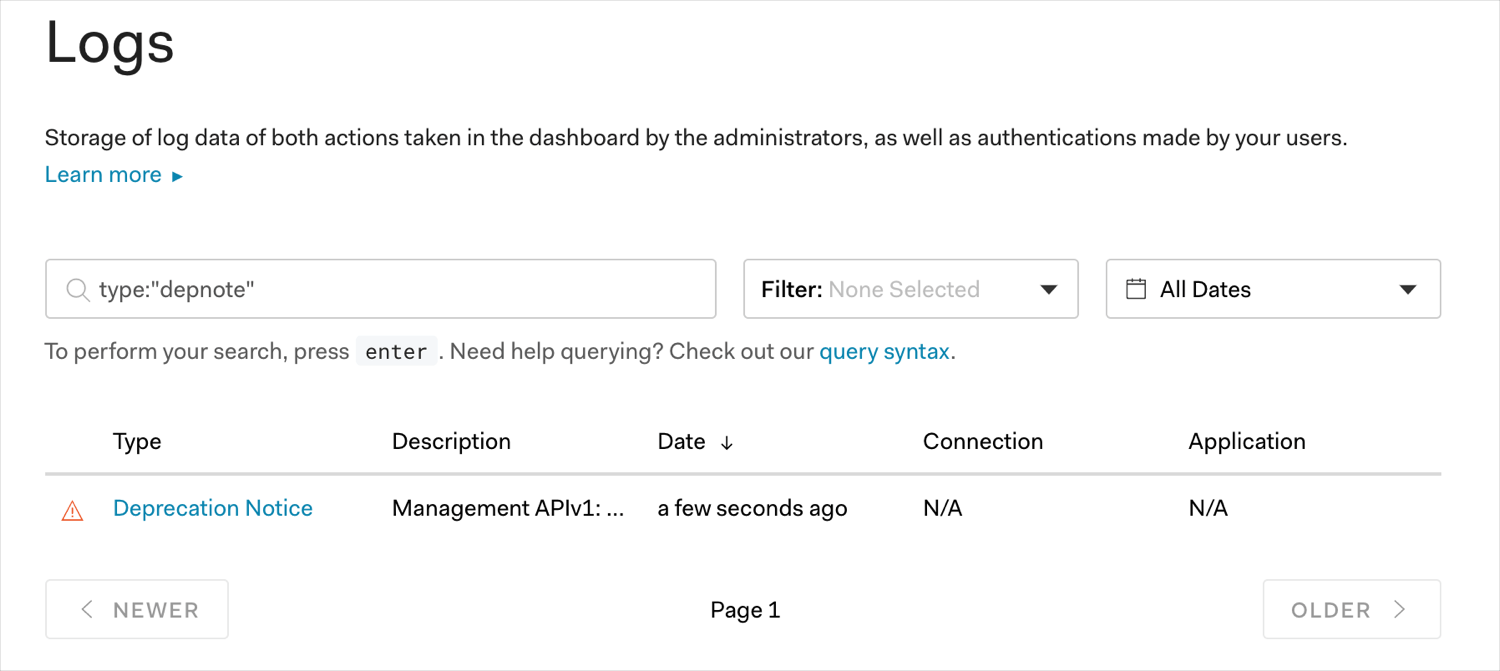 Logs
Storage of log data of both actions taken in the dashboard by the administrators, as well as authentications made by your users.
Learn more ▸
type:"depnote"
Filter: None Selected
All Dates
To perform your search, press enter . Need help querying? Check out our query syntax.
Type Description Date ↓ Connection Application
Deprecation Notice Management APIv1: ... a few seconds ago N/A N/A
NEWER Page 1 OLDER